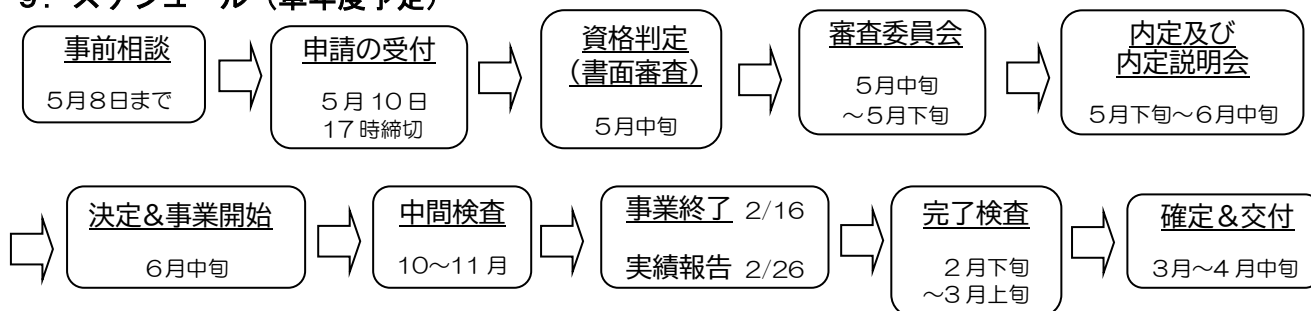 ９．スケジュール（単年度予定）
事前相談
５月８日まで
申請の受付
５月10日
17時締切
資格判定
（書面審査）
５月中旬
審査委員会
５月中旬
～５月下旬
内定及び
内定説明会
５月下旬～６月中旬
決定＆事業開始
６月中旬
中間検査
10～11月
事業終了 2/16
実績報告 2/26
完了検査
２月下旬
～３月上旬
確定＆交付
３月～４月中旬